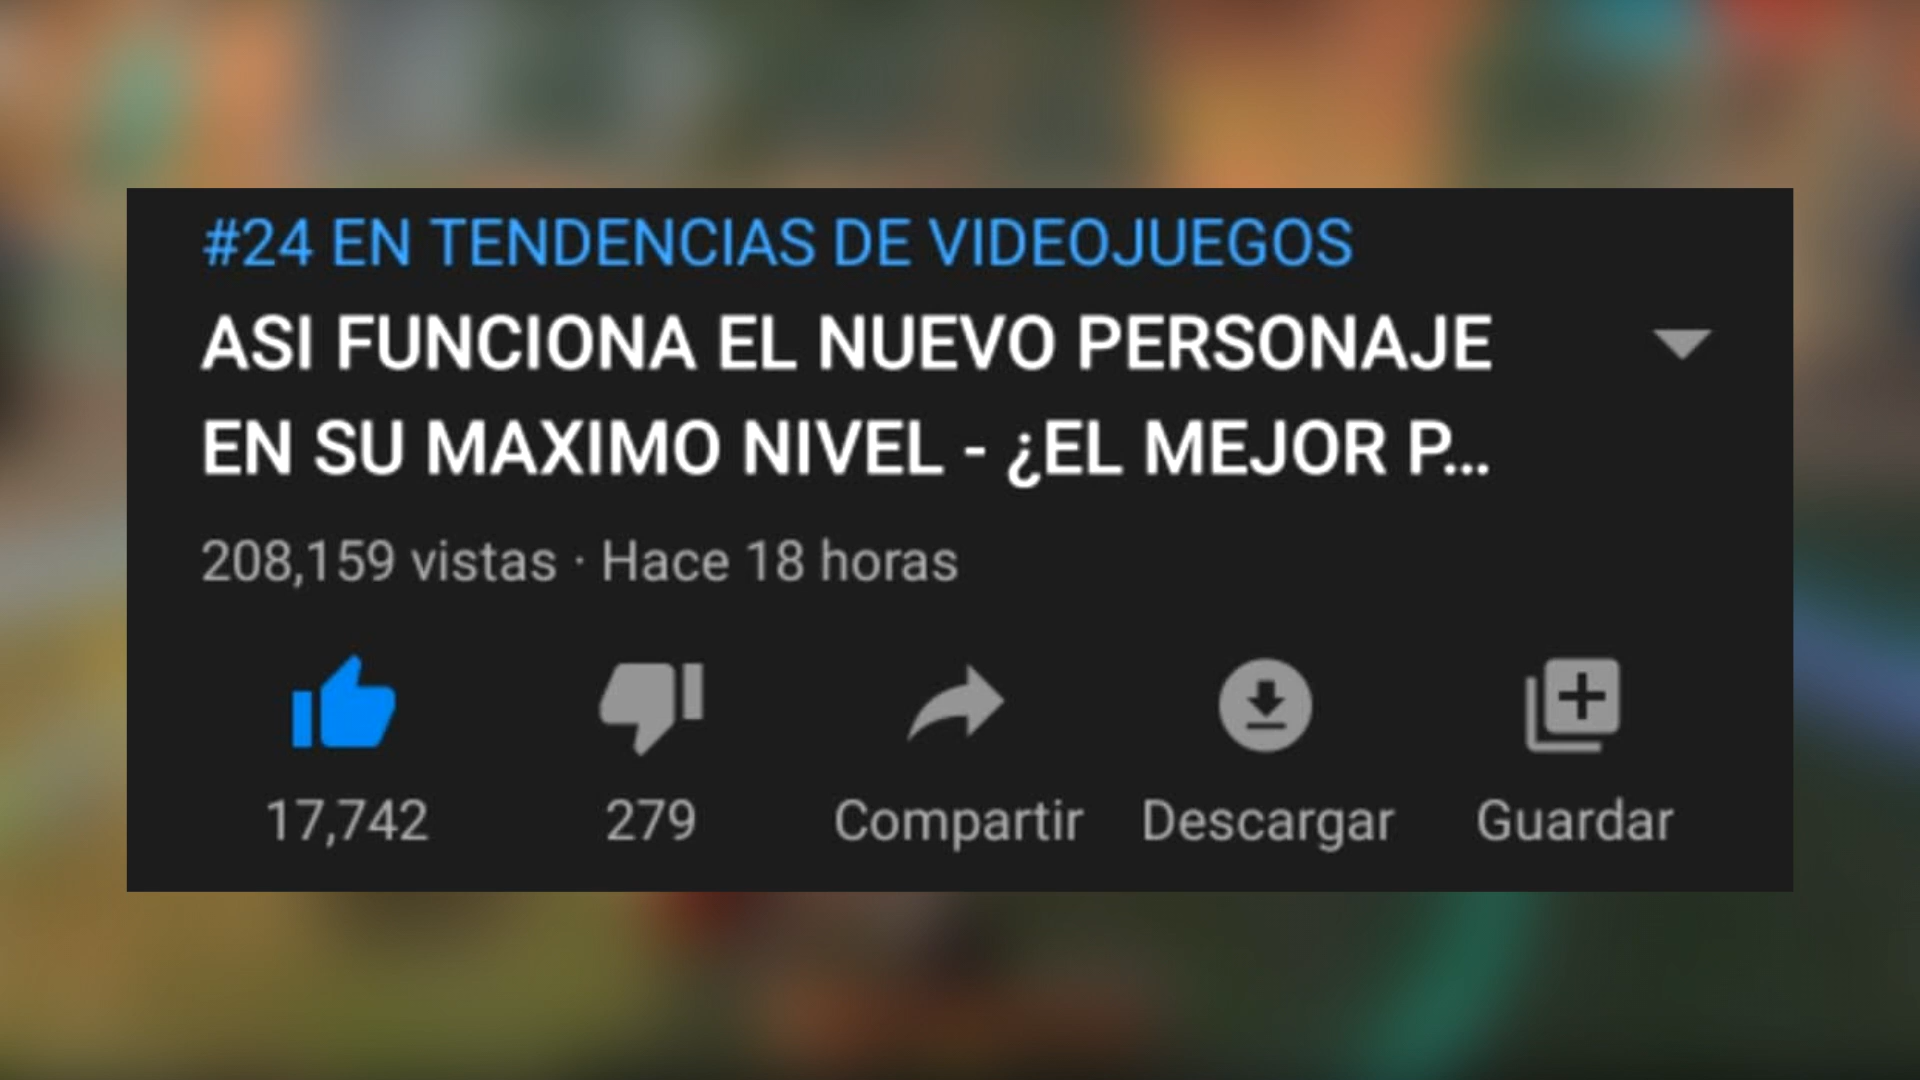 #24 EN TENDENCIAS DE VIDEOJUEGOS
ASI FUNCIONA EL NUEVO PERSONAJE
EN SU MAXIMO NIVEL - ¿EL MEJOR P...
208,159 vistas · Hace 18 horas
17,742 279 Compartir Descargar Guardar